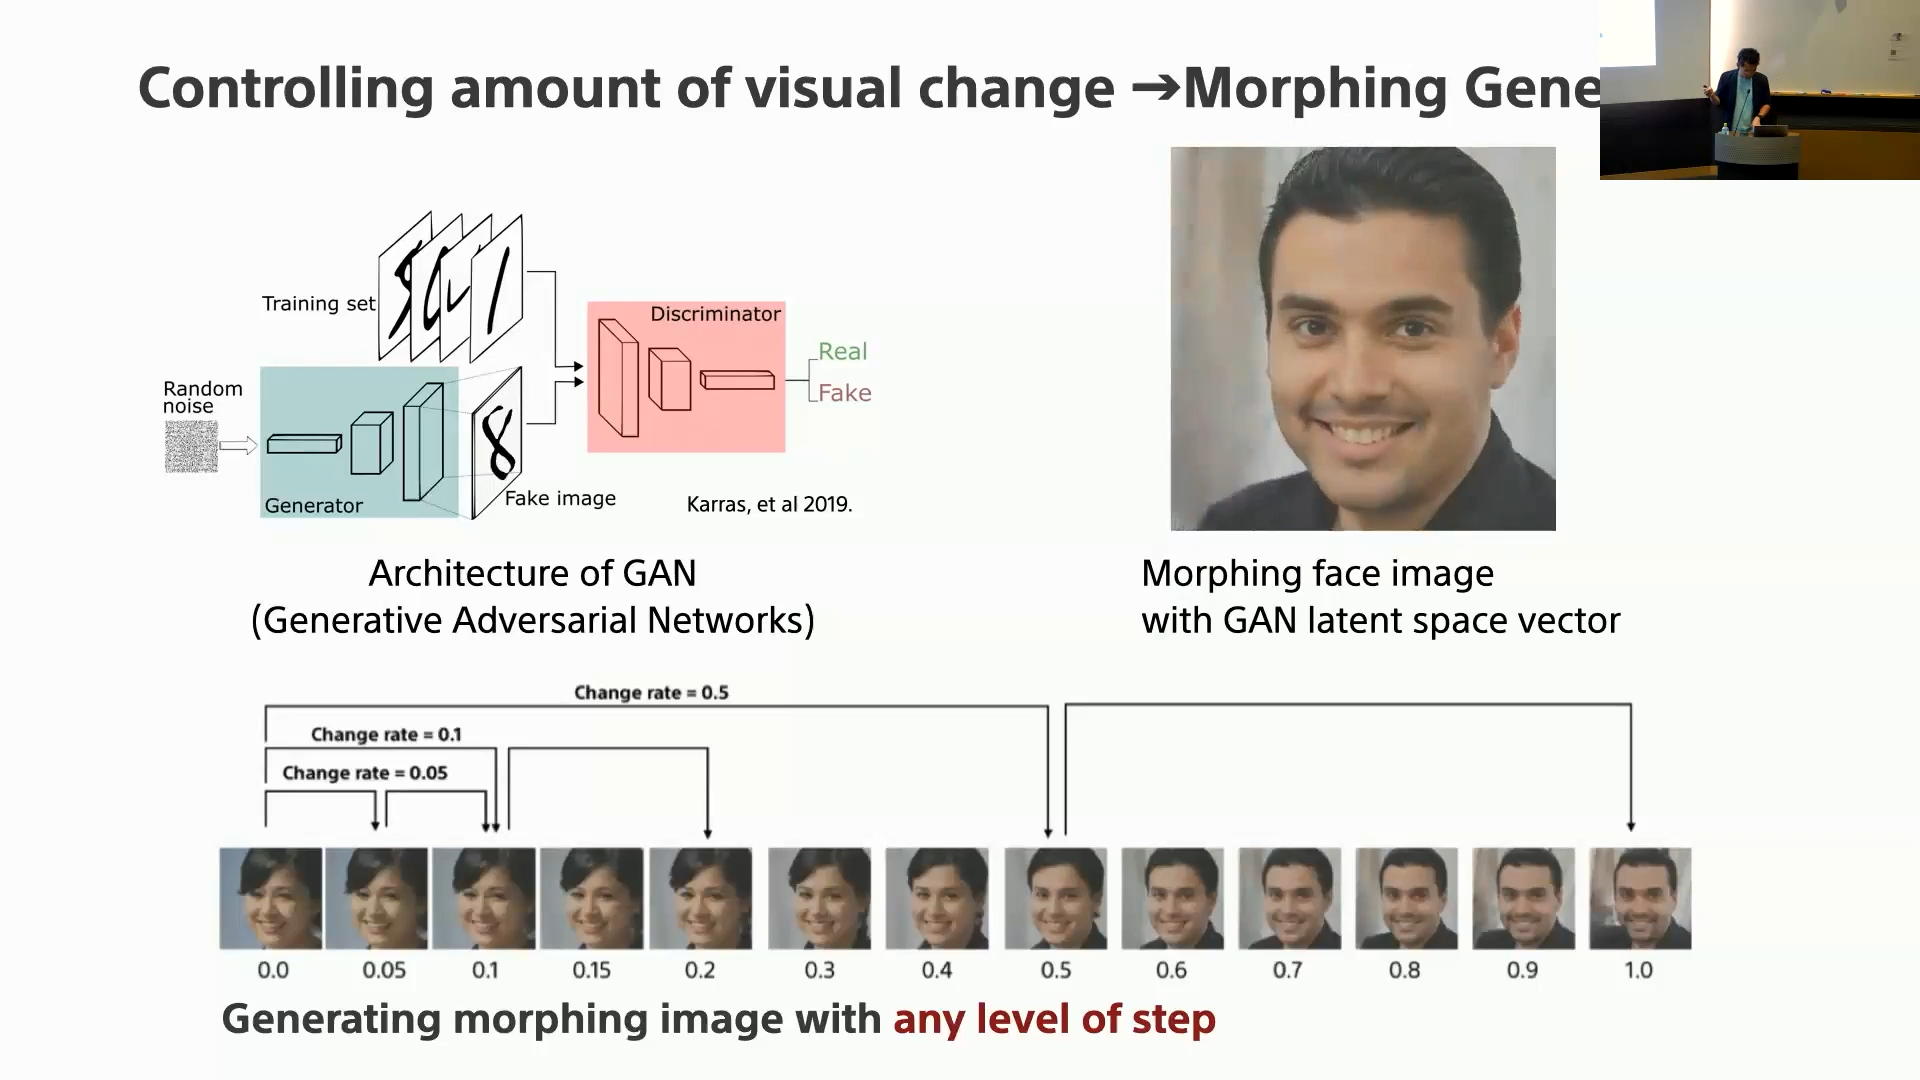 Controlling amount of visual change →Morphing Gene
Training set
Discriminator
Real
Fake
Random
noise
Generator
Fake image
Karras, et al 2019.
Architecture of GAN
(Generative Adversarial Networks)
Morphing face image
with GAN latent space vector
Change rate = 0.5
Change rate = 0.1
Change rate = 0.05
0.0 0.05 0.1 0.15 0.2 0.3 0.4 0.5 0.6 0.7 0.8 0.9 1.0
Generating morphing image with any level of step